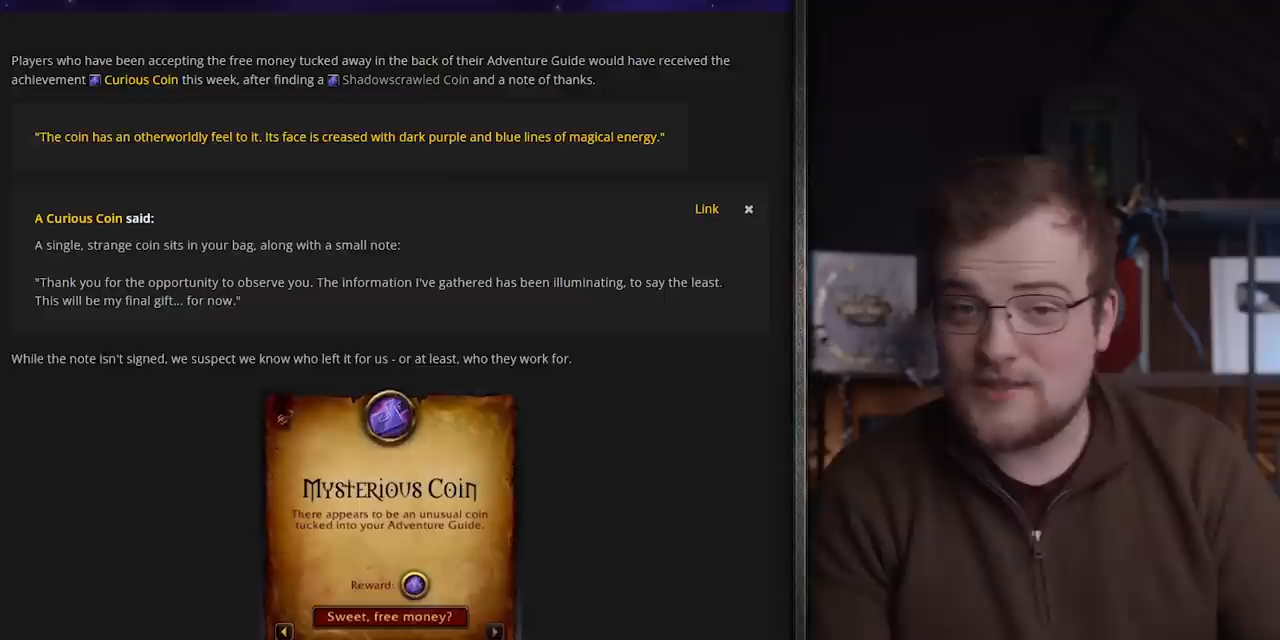 Players who have been accepting the free money tucked away in the back of their Adventure Guide would have received the
achievement Curious Coin this week, after finding a Shadowscrawled Coin and a note of thanks.
"The coin has an otherworldly feel to it. Its face is creased with dark purple and blue lines of magical energy."
Link
A Curious Coin said:
A single, strange coin sits in your bag, along with a small note:
"Thank you for the opportunity to observe you. The information I've gathered has been illuminating, to say the least.
This will be my final gift... for now."
While the note isn't signed, we suspect we know who left it for us - or at least, who they work for.
Mysterious Coin
There appears to be an unusual coin
tucked into your Adventure Guide.
Reward:
Sweet, free money?